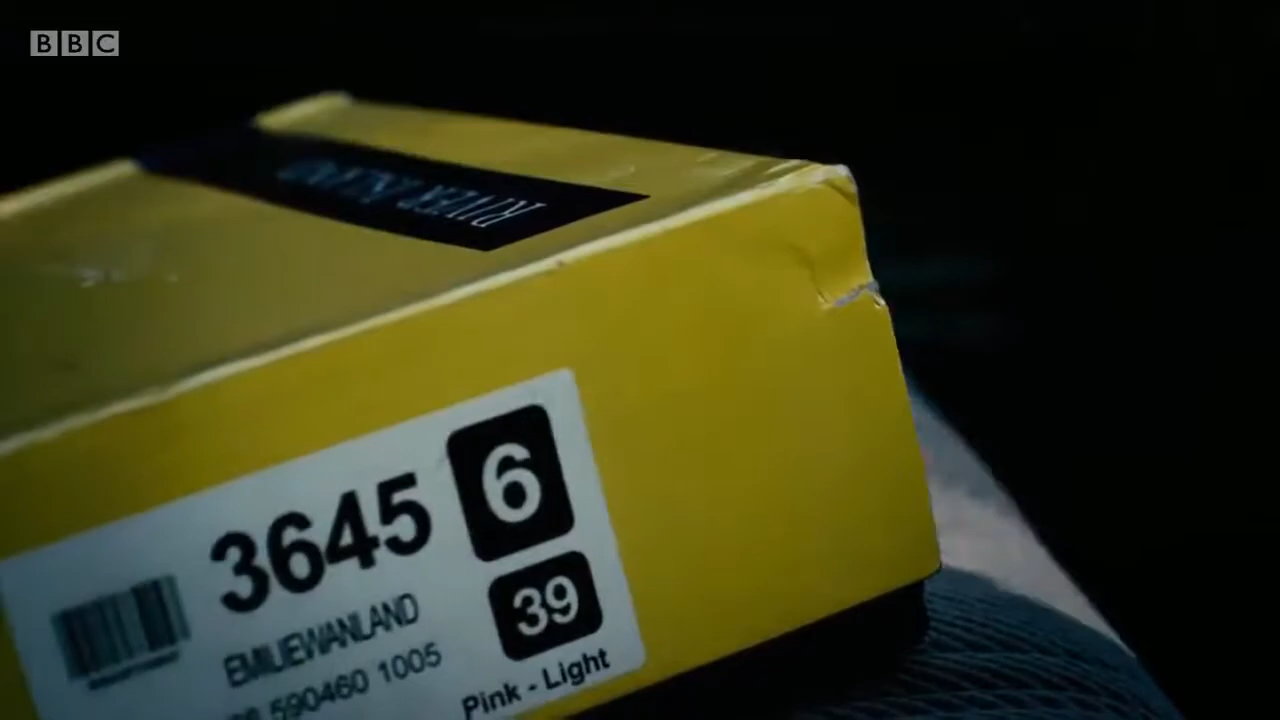 BBC
RIVER ISLAND
3645
6
39
EMILIEWANLAND
590460 1005
Pink - Light